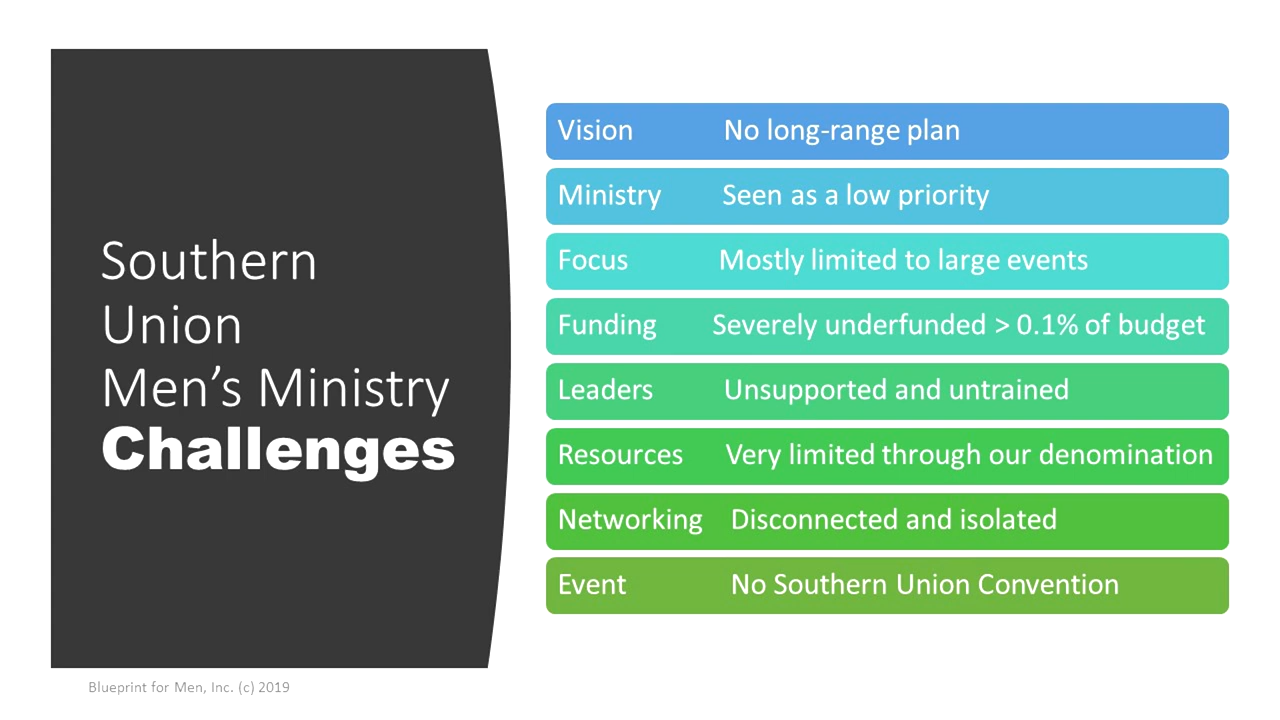 Southern
Union
Men’s Ministry
Challenges
Vision No long-range plan
Ministry Seen as a low priority
Focus Mostly limited to large events
Funding Severely underfunded > 0.1% of budget
Leaders Unsupported and untrained
Resources Very limited through our denomination
Networking Disconnected and isolated
Event No Southern Union Convention
Blueprint for Men, Inc. (c) 2019